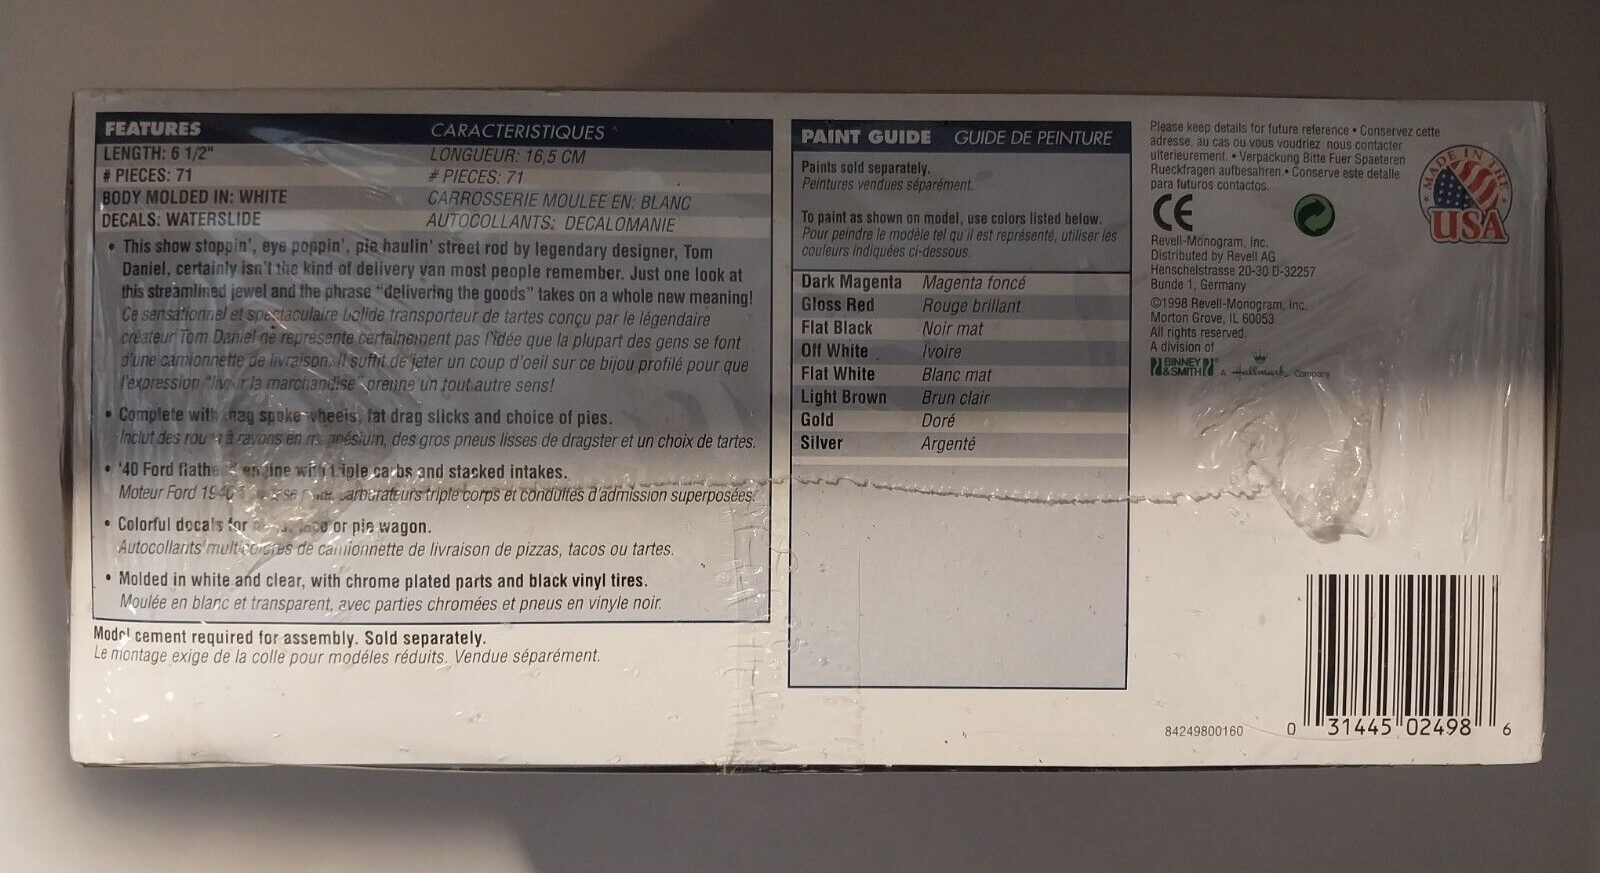 FEATURES CARACTERISTIQUES
LENGTH: 6 1/2" LONGUEUR: 16,5 CM
# PIECES: 71 # PIECES: 71
BODY MOLDED IN: WHITE CARROSSERIE MOULEE EN: BLANC
DECALS: WATERSLIDE AUTOCOLLANTS: DECALOMANIE
• This show stoppin', eye poppin', pie haulin' street rod by legendary designer, Tom
Daniel, certainly isn't the kind of delivery van most people remember. Just one look at
this streamlined jewel and the phrase "delivering the goods" takes on a whole new meaning!
Ce sensationnel et spectaculaire bolide transporteur de tartes conçu par le légendaire
créateur Tom Daniel ne représente certainement pas l'idée que la plupart des gens se font
d'une camionnette de livraison. Il suffit de jeter un coup d'oeil sur ce bijou profilé pour que
l'expression "livrer la marchandise" prenne un tout autre sens!
• Complete with mag spoke wheels, fat drag slicks and choice of pies.
Inclut des à rayons en magnésium, des gros pneus lisses de dragster et un choix de tartes.
• '40 Ford engine with triple carbs and stacked intakes.
Moteur Ford 1940 carburateurs triple corps et conduites d'admission superposées.
• Colorful decals for or pie wagon.
Autocollants multicolores de camionnette de livraison de pizzas, tacos ou tartes.
• Molded in white and clear, with chrome plated parts and black vinyl tires.
Moulée en blanc et transparent, avec parties chromées et pneus en vinyle noir.
Model cement required for assembly. Sold separately.
Le montage exige de la colle pour modéles réduits. Vendue séparément.
PAINT GUIDE GUIDE DE PEINTURE
Paints sold separately.
Peintures vendues séparément.
To paint as shown on model, use colors listed below.
Pour peindre le modèle tel qu'il est représenté, utiliser les
couleurs indiquées ci-dessous.
Dark Magenta Magenta foncé
Gloss Red Rouge brillant
Flat Black Noir mat
Off White Ivoire
Flat White Blanc mat
Light Brown Brun clair
Gold Doré
Silver Argenté
Please keep details for future reference • Conservez cette
adresse, au cas ou vous voudriez nous contacter
ulterieurement. • Verpackung Bitte Fuer Spaeteren
Rueckfragen aufbesahren. • Conserve este detalle
para futuros contactos.
MADE IN THE
USA
CE
Revell-Monogram, Inc.
Distributed by Revell AG
Henschelstrasse 20-30 D-32257
Bunde 1, Germany
©1998 Revell-Monogram, Inc.
Morton Grove, IL 60053
All rights reserved.
A division of
BINNEY & SMITH ® A Hallmark Company
84249800160
0 31445 02498 6